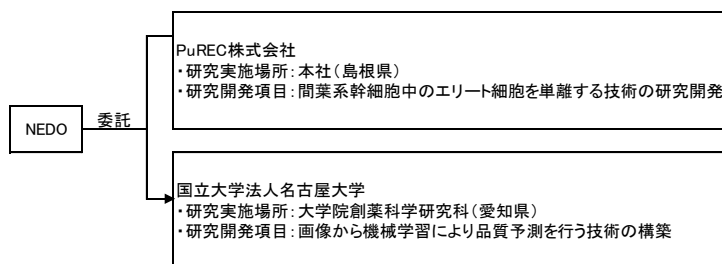 PuREC株式会社
・研究実施場所：本社（島根県）
・研究開発項目：間葉系幹細胞中のエリート細胞を単離する技術の研究開発
NEDO
委託
国立大学法人名古屋大学
・研究実施場所：大学院創薬科学研究科（愛知県）
・研究開発項目：画像から機械学習により品質予測を行う技術の構築